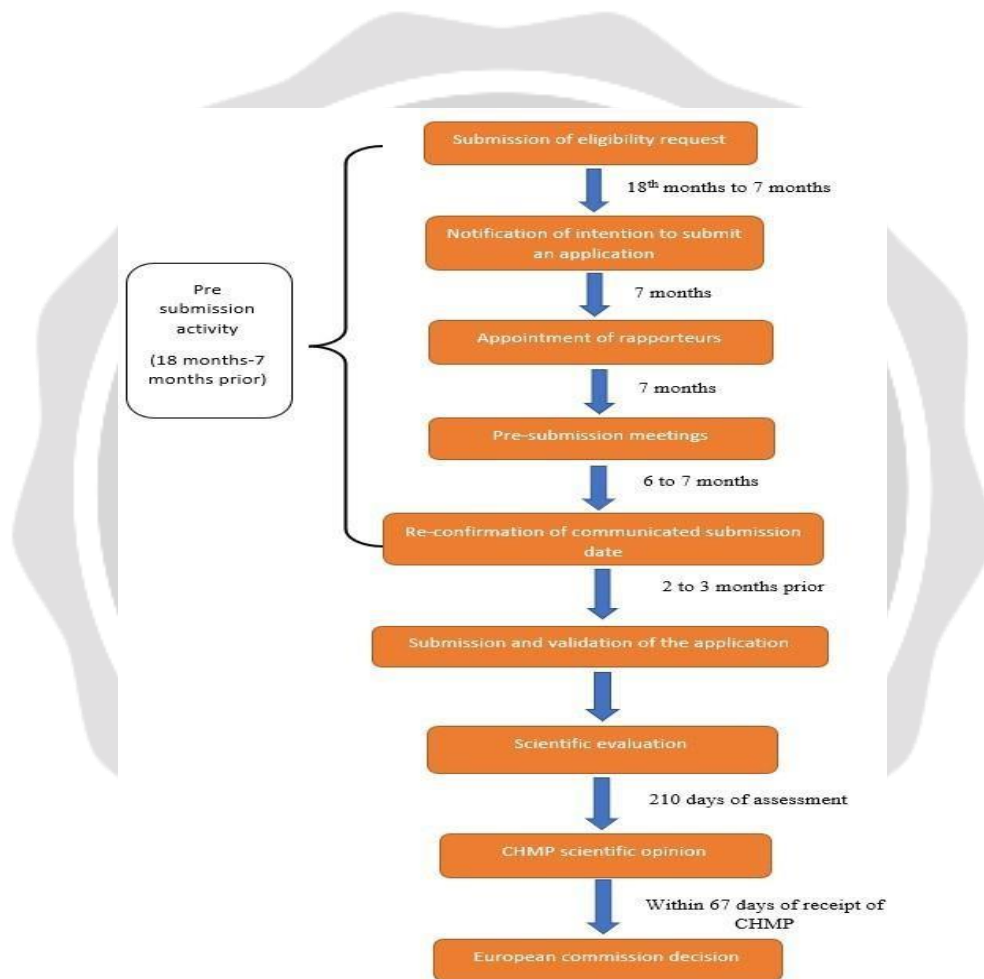 Submission of eligibility request
18th months to 7 months
Notification of intention to submit
an application
7 months
Pre
submission
activity
(18 months-7
months prior)
Appointment of rapporteurs
7 months
Pre-submission meetings
6 to 7 months
Re-confirmation of communicated submission
date
2 to 3 months prior
Submission and validation of the application
Scientific evaluation
210 days of assessment
CHMP scientific opinion
Within 67 days of receipt of
CHMP
European commission decision